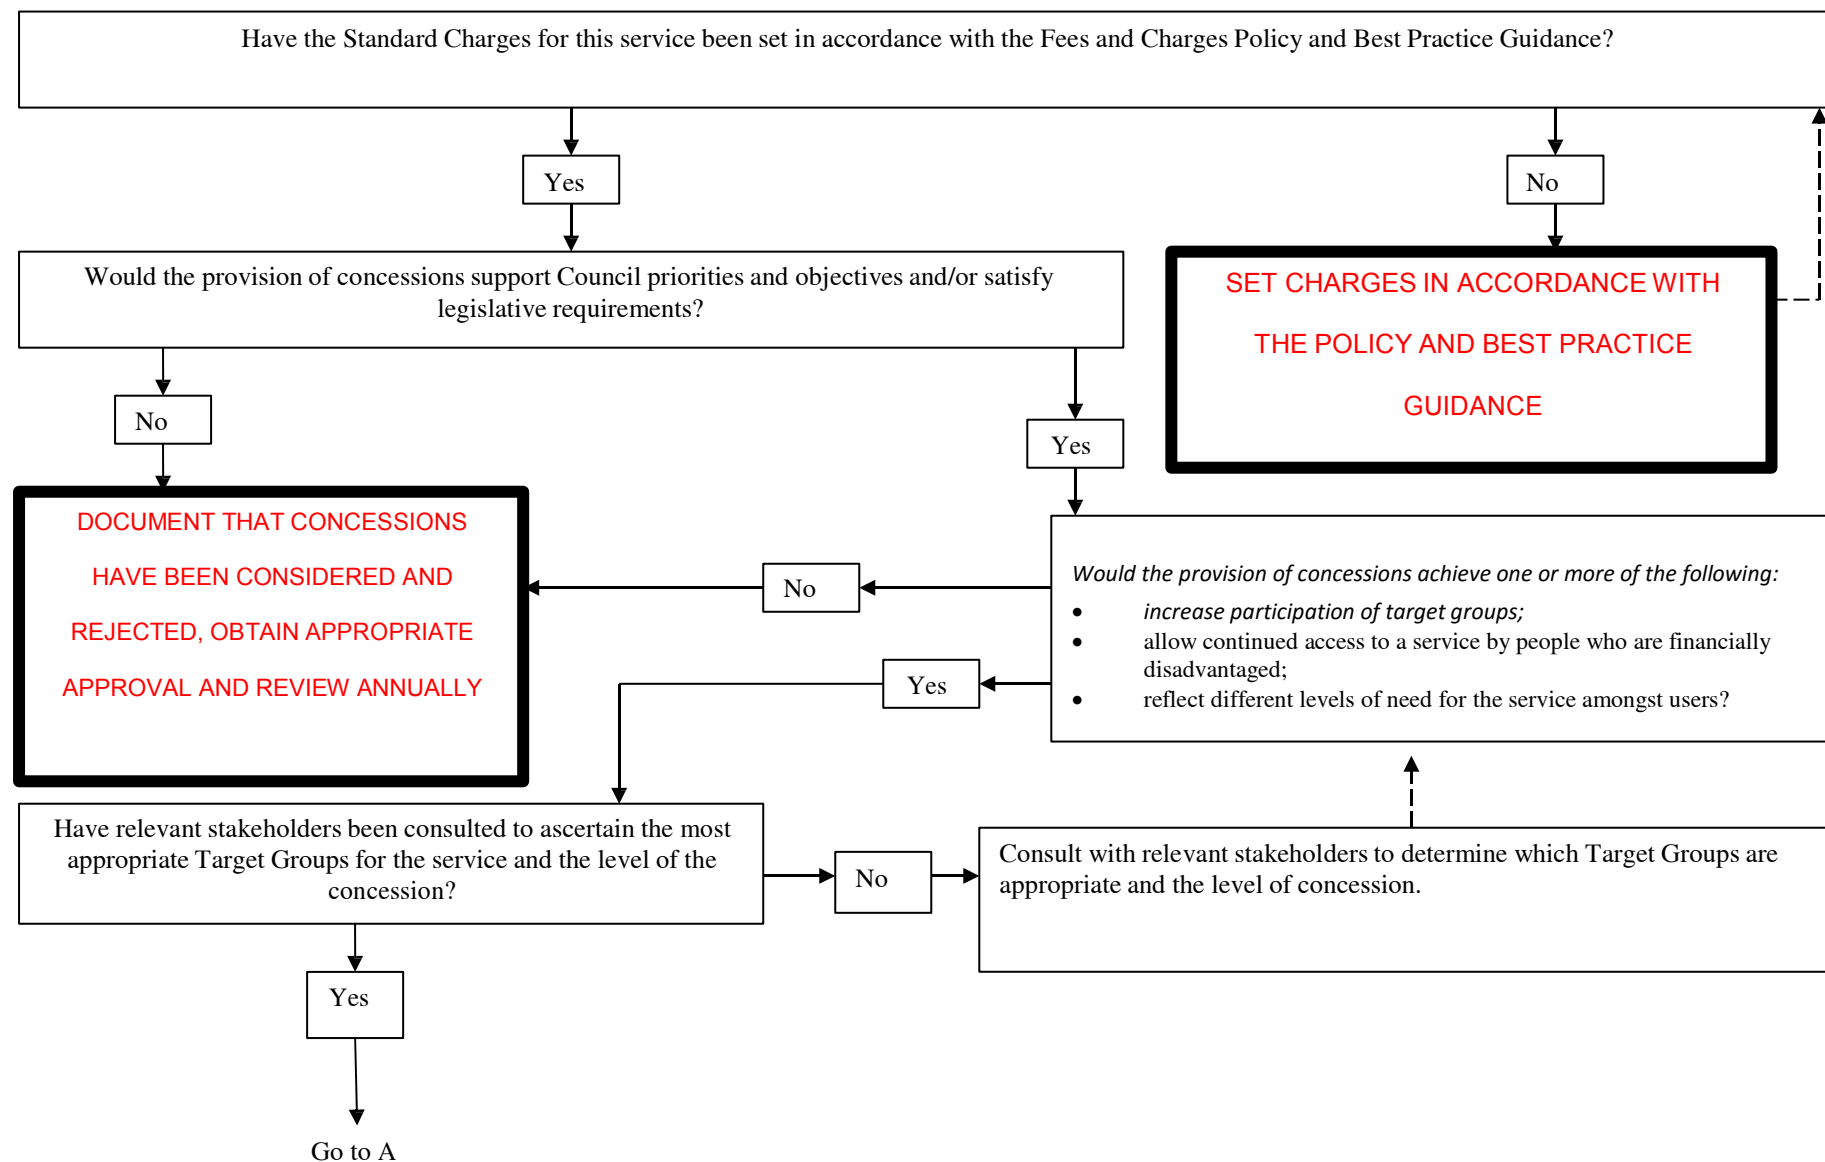 Have the Standard Charges for this service been set in accordance with the Fees and Charges Policy and Best Practice Guidance?
Yes
No
Would the provision of concessions support Council priorities and objectives and/or satisfy
legislative requirements?
SET CHARGES IN ACCORDANCE WITH
THE POLICY AND BEST PRACTICE
GUIDANCE
No
Yes
DOCUMENT THAT CONCESSIONS
HAVE BEEN CONSIDERED AND
REJECTED, OBTAIN APPROPRIATE
APPROVAL AND REVIEW ANNUALLY
No
Yes
Would the provision of concessions achieve one or more of the following:
• increase participation of target groups;
• allow continued access to a service by people who are financially
disadvantaged;
• reflect different levels of need for the service amongst users?
Have relevant stakeholders been consulted to ascertain the most
appropriate Target Groups for the service and the level of the
concession?
No
Consult with relevant stakeholders to determine which Target Groups are
appropriate and the level of concession.
Yes
Go to A